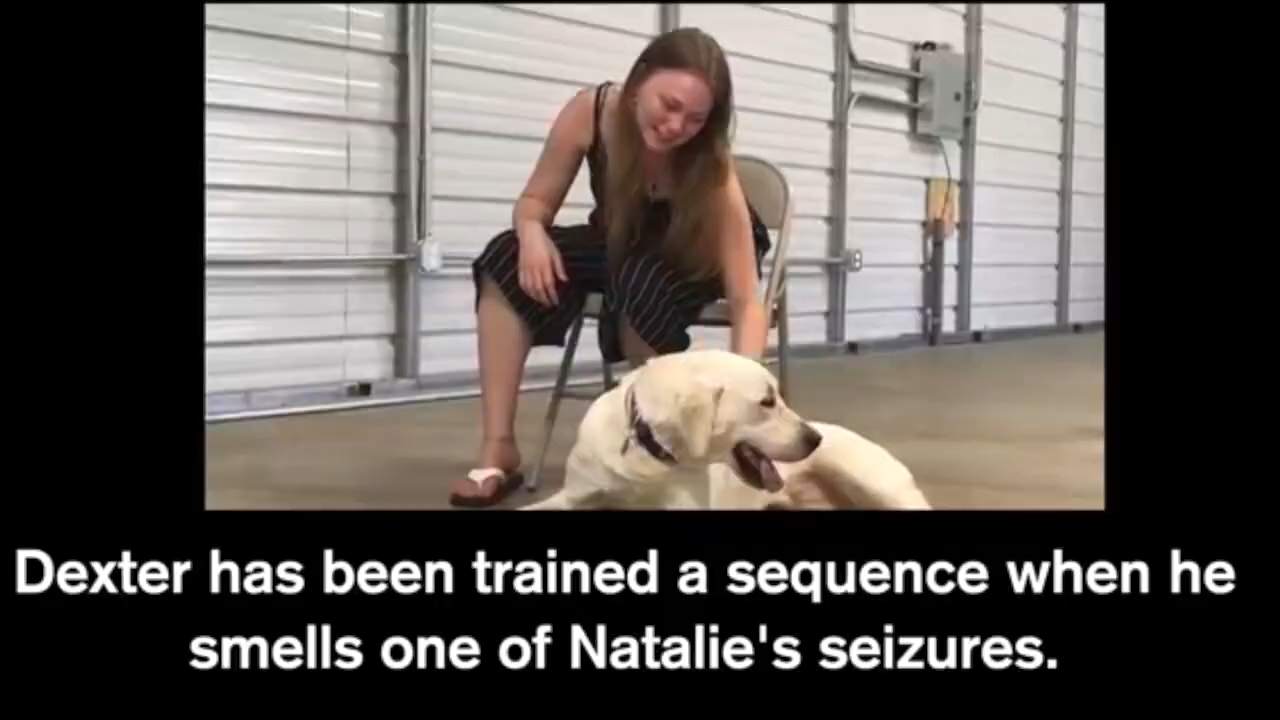 Dexter has been trained a sequence when he
smells one of Natalie's seizures.